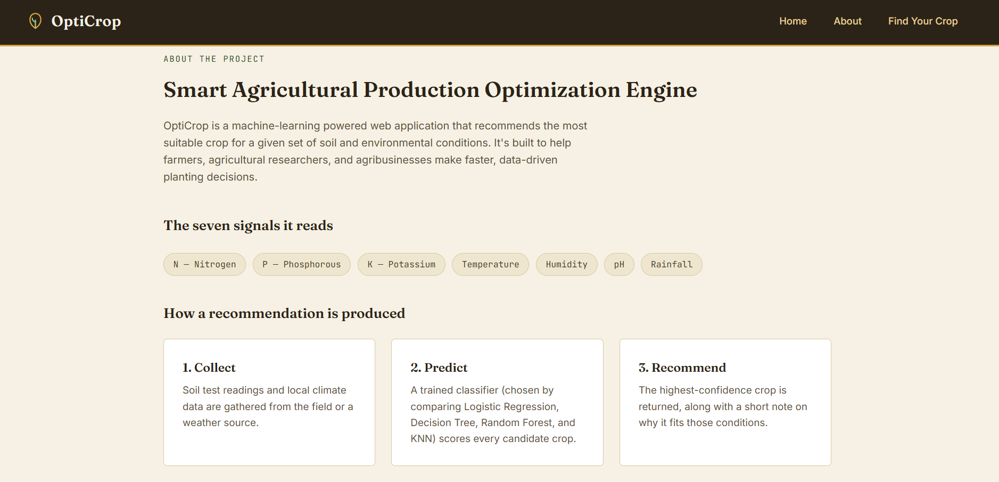 OptiCrop
Home About Find Your Crop
ABOUT THE PROJECT
Smart Agricultural Production Optimization Engine
OptiCrop is a machine-learning powered web application that recommends the most
suitable crop for a given set of soil and environmental conditions. It's built to help
farmers, agricultural researchers, and agribusinesses make faster, data-driven
planting decisions.
The seven signals it reads
N — Nitrogen P — Phosphorous K — Potassium Temperature Humidity pH Rainfall
How a recommendation is produced
1. Collect
Soil test readings and local climate
data are gathered from the field or a
weather source.
2. Predict
A trained classifier (chosen by
comparing Logistic Regression,
Decision Tree, Random Forest, and
KNN) scores every candidate crop.
3. Recommend
The highest-confidence crop is
returned, along with a short note on
why it fits those conditions.